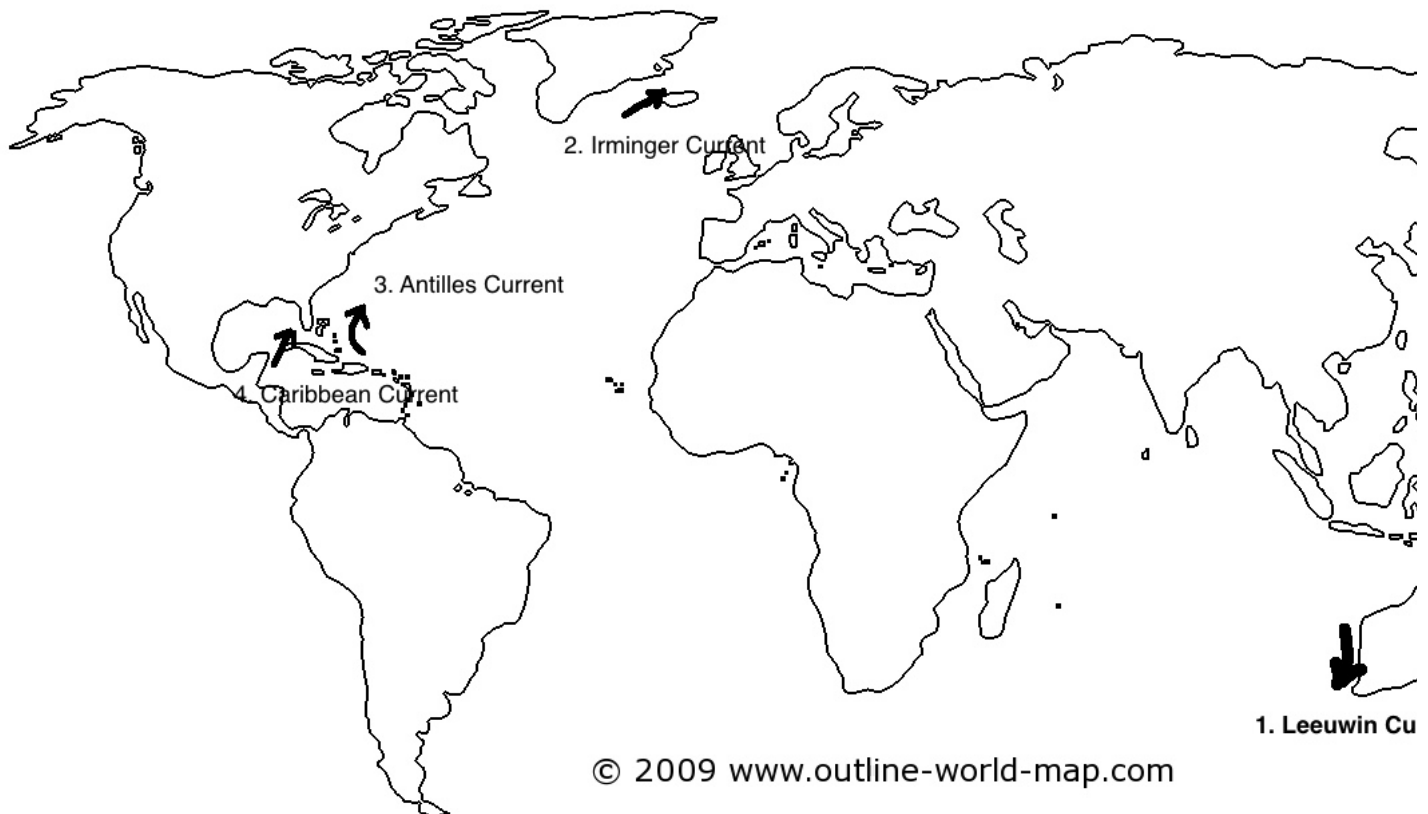 2. Irminger Current
3. Antilles Current
4. Caribbean Current
1. Leeuwin Cu
© 2009 www.outline-world-map.com